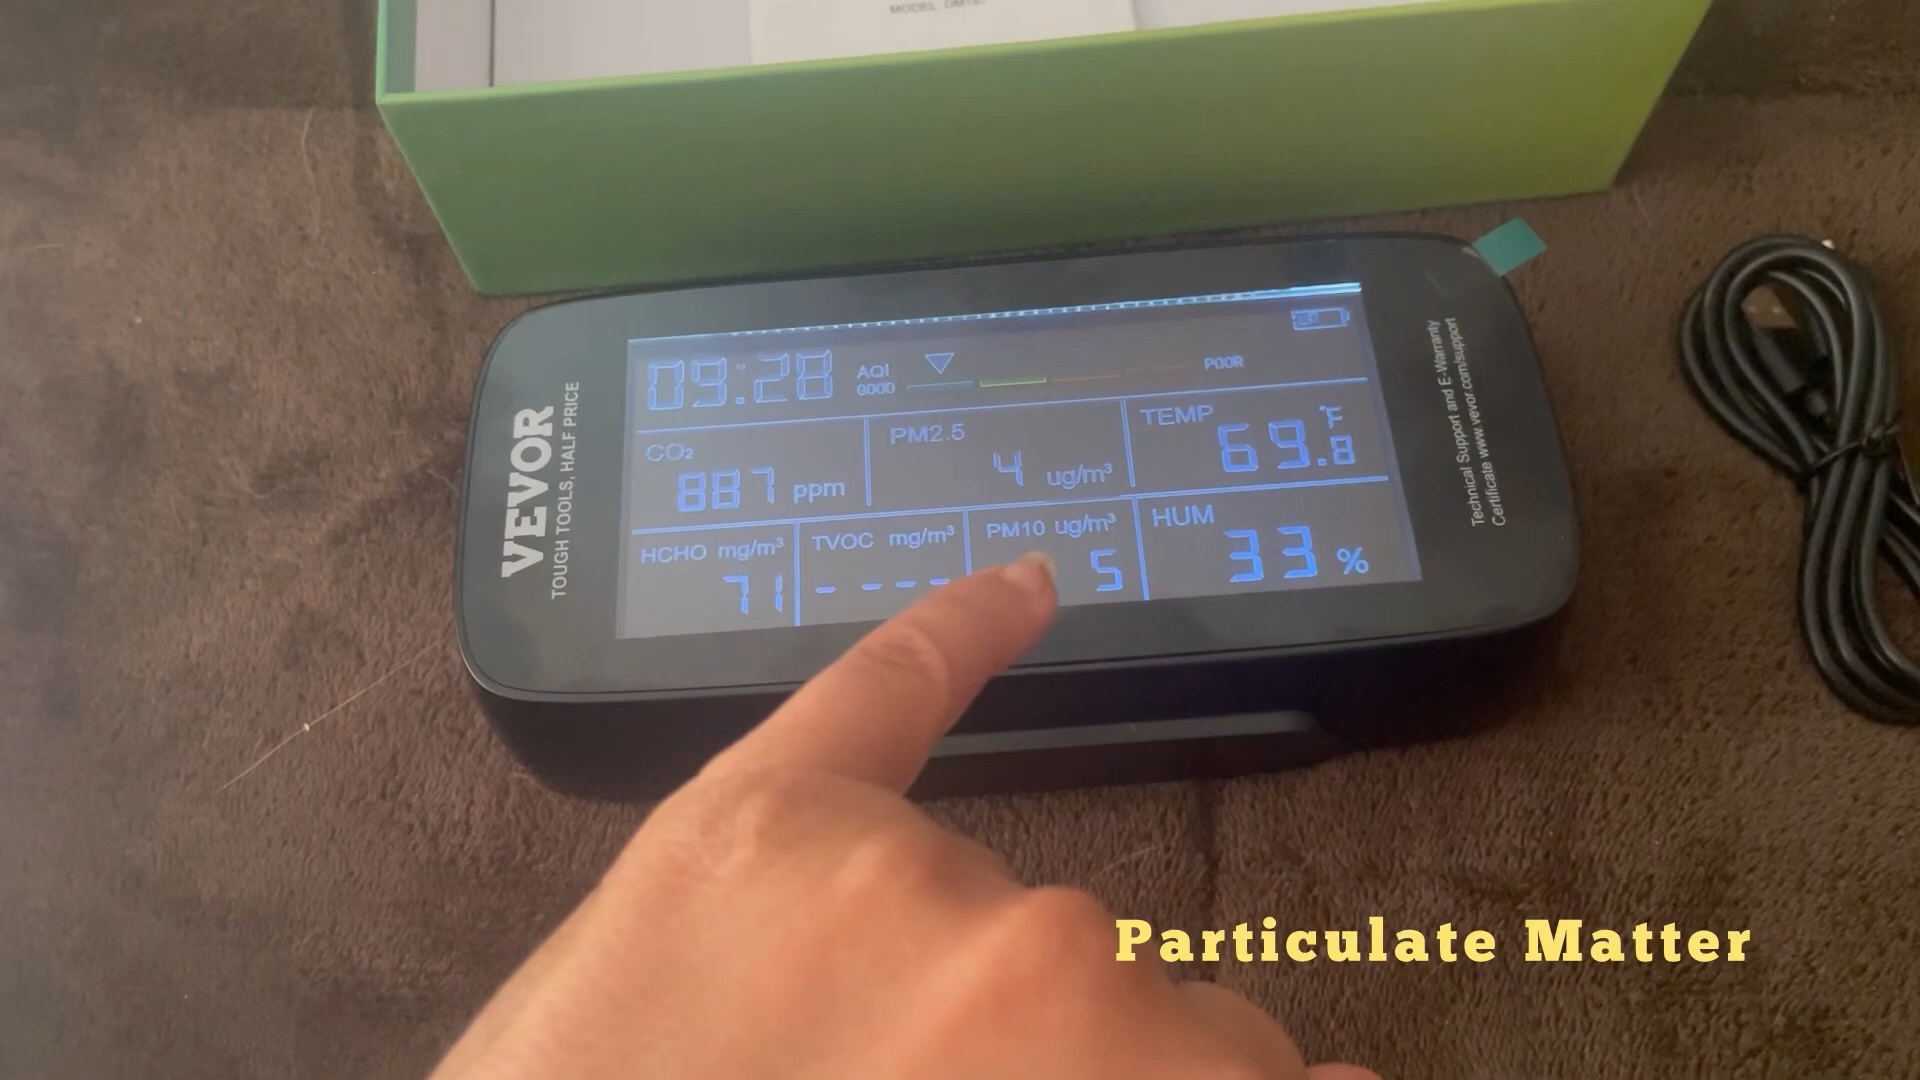 VEVOR
TOUGH TOOLS, HALF PRICE
09:28
AQI
GOOD
POOR
CO₂
887 ppm
PM2.5
4 ug/m³
TEMP
69.8 °F
HCHO mg/m³
71
TVOC mg/m³
----
PM10 ug/m³
5
HUM
33 %
Technical Support and E-Warranty
Certificate www.vevor.com/support
Particulate Matter